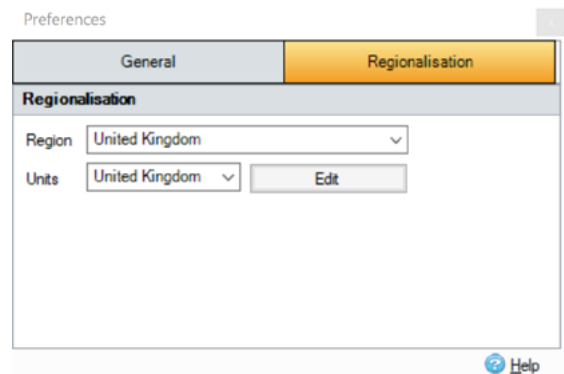 Preferences
General Regionalisation
Regionalisation
Region United Kingdom
Units United Kingdom Edit
Help